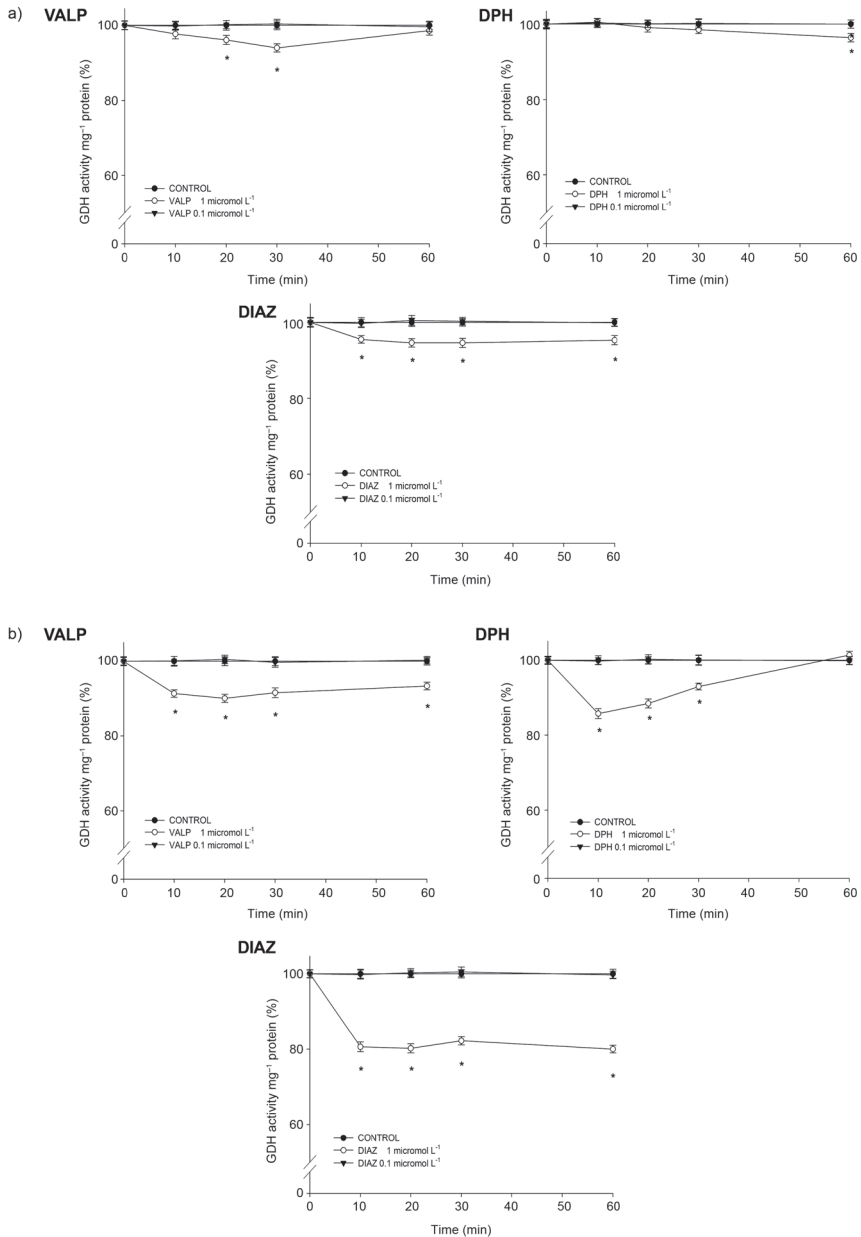 a)
VALP
GDH activity mg⁻¹ protein (%)
100
80
60
0
CONTROL
VALP 1 micromol L⁻¹
VALP 0.1 micromol L⁻¹
*
*
0 10 20 30 40 50 60
Time (min)
DPH
GDH activity mg⁻¹ protein (%)
100
80
60
0
CONTROL
DPH 1 micromol L⁻¹
DPH 0.1 micromol L⁻¹
*
0 10 20 30 40 50 60
Time (min)
DIAZ
GDH activity mg⁻¹ protein (%)
100
80
60
0
* * * *
CONTROL
DIAZ 1 micromol L⁻¹
DIAZ 0.1 micromol L⁻¹
0 10 20 30 40 50 60
Time (min)
b)
VALP
GDH activity mg⁻¹ protein (%)
100
80
60
0
* * * *
CONTROL
VALP 1 micromol L⁻¹
VALP 0.1 micromol L⁻¹
0 10 20 30 40 50 60
Time (min)
DPH
GDH activity mg⁻¹ protein (%)
100
80
60
0
* * *
CONTROL
DPH 1 micromol L⁻¹
DPH 0.1 micromol L⁻¹
0 10 20 30 40 50 60
Time (min)
DIAZ
GDH activity mg⁻¹ protein (%)
100
80
60
0
* * * *
CONTROL
DIAZ 1 micromol L⁻¹
DIAZ 0.1 micromol L⁻¹
0 10 20 30 40 50 60
Time (min)